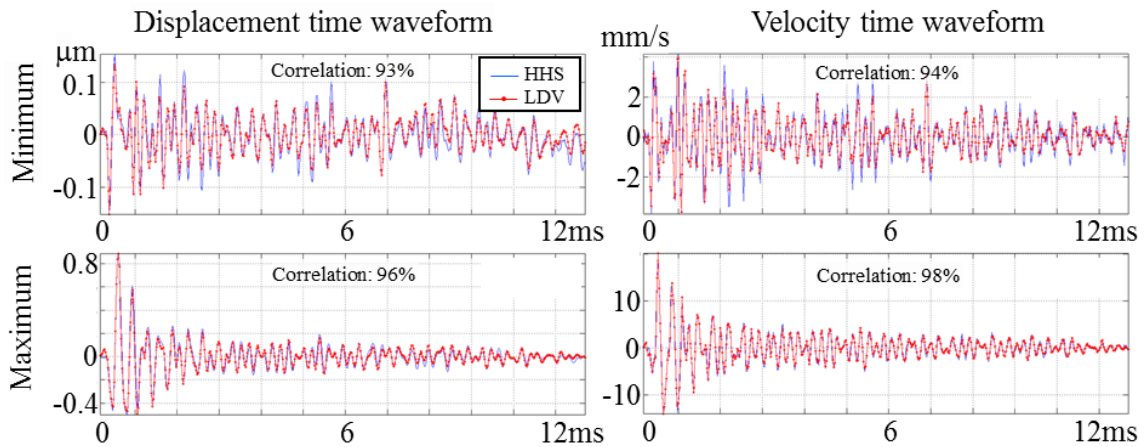 Displacement time waveform
Velocity time waveform
Minimum
μm
Correlation: 93%
HHS
LDV
0.1
0
-0.1
0 6 12ms
mm/s
Correlation: 94%
2
0
-2
0 6 12ms
Maximum
Correlation: 96%
0.8
0
-0.4
0 6 12ms
Correlation: 98%
10
0
-10
0 6 12ms